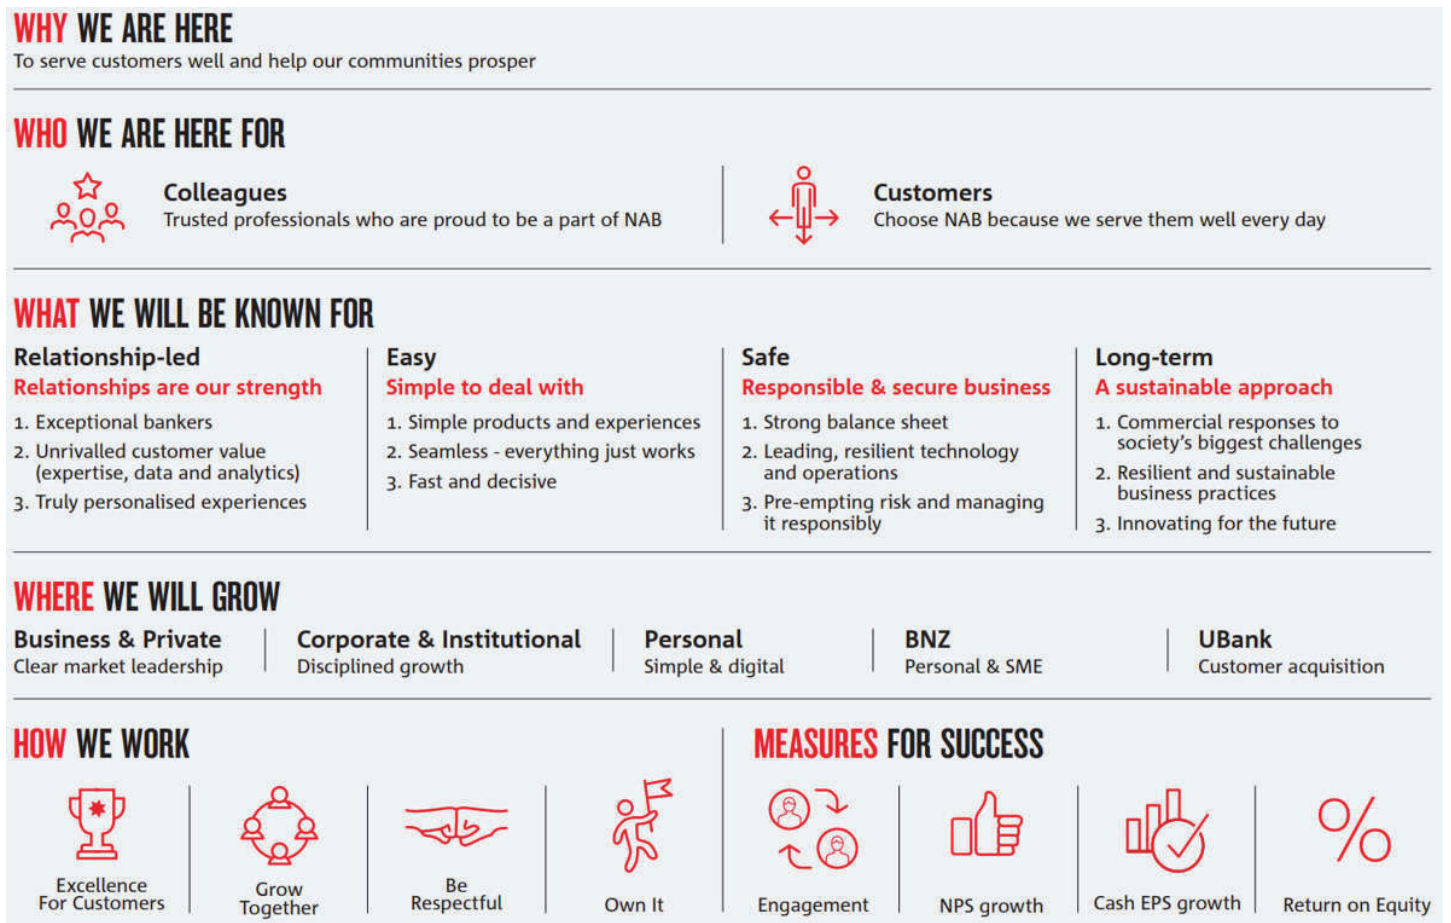 WHY WE ARE HERE
To serve customers well and help our communities prosper
WHO WE ARE HERE FOR
Colleagues
Trusted professionals who are proud to be a part of NAB
Customers
Choose NAB because we serve them well every day
WHAT WE WILL BE KNOWN FOR
Relationship-led
Relationships are our strength
1. Exceptional bankers
2. Unrivalled customer value
(expertise, data and analytics)
3. Truly personalised experiences
Easy
Simple to deal with
1. Simple products and experiences
2. Seamless - everything just works
3. Fast and decisive
Safe
Responsible & secure business
1. Strong balance sheet
2. Leading, resilient technology
and operations
3. Pre-empting risk and managing
it responsibly
Long-term
A sustainable approach
1. Commercial responses to
society's biggest challenges
2. Resilient and sustainable
business practices
3. Innovating for the future
WHERE WE WILL GROW
Business & Private
Clear market leadership
Corporate & Institutional
Disciplined growth
Personal
Simple & digital
BNZ
Personal & SME
UBank
Customer acquisition
HOW WE WORK
Excellence
For Customers
Grow
Together
Be
Respectful
Own It
MEASURES FOR SUCCESS
Engagement
NPS growth
Cash EPS growth
%
Return on Equity